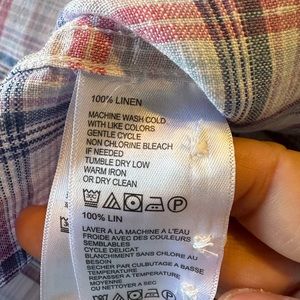 100% LINEN
MACHINE WASH COLD
WITH LIKE COLORS
GENTLE CYCLE
NON CHLORINE BLEACH
IF NEEDED
TUMBLE DRY LOW
WARM IRON
OR DRY CLEAN
100% LIN
LAVER A LA MACHINE A L'EAU
FROIDE AVEC DES COULEURS
SEMBLABLES
CYCLE DELICAT
BLANCHIMENT SANS CHLORE AU
BESOIN
SECHER PAR CULBUTAGE A BASSE
TEMPERATURE
REPASSER A TEMPERATURE
MOYENNE
OU NETTOYER A SEC